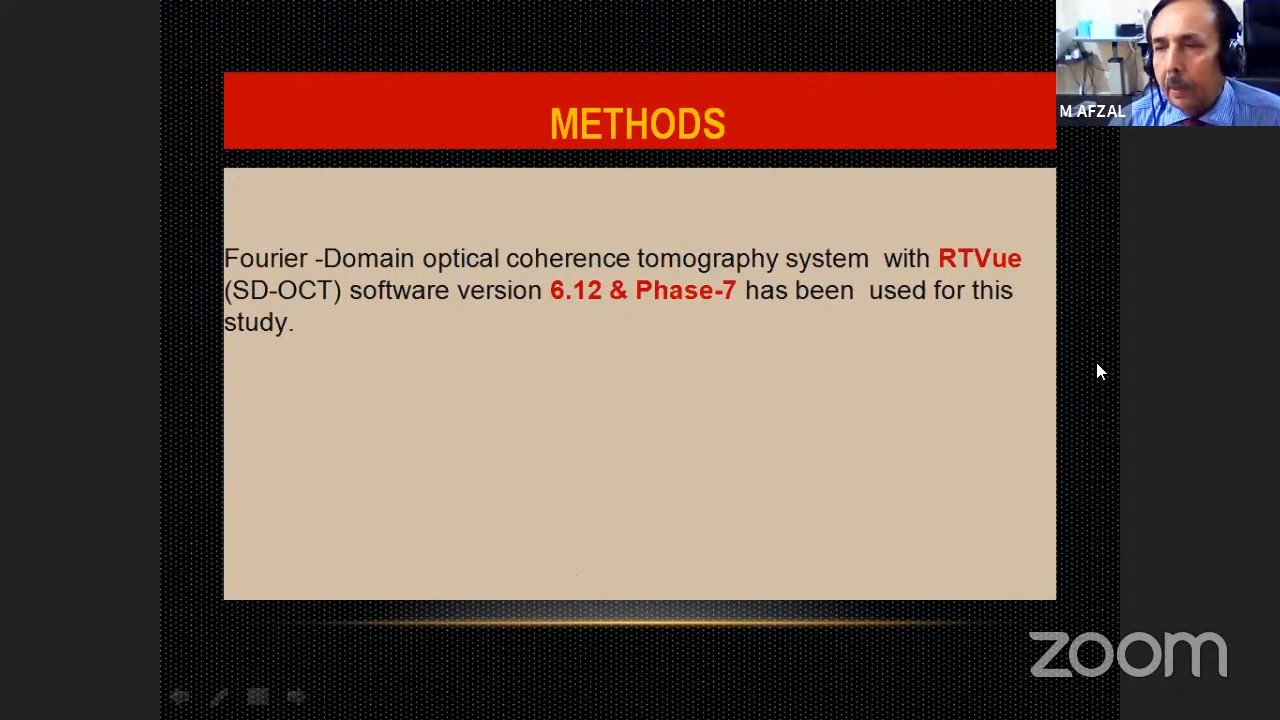 METHODS
M AFZAL
Fourier -Domain optical coherence tomography system  with RTVue
(SD-OCT) software version 6.12 & Phase-7 has been  used for this
study.
zoom